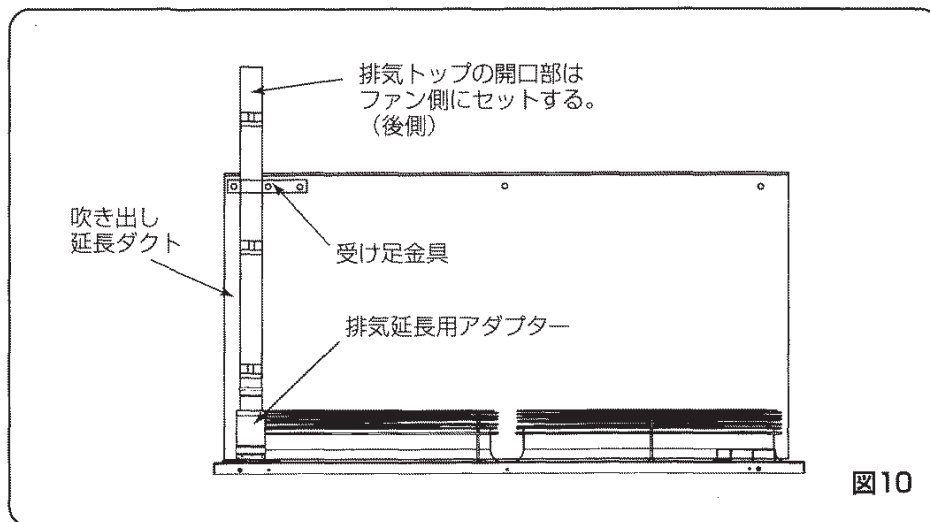 排気トップの開口部は
ファン側にセットする。
（後側）
吹き出し
延長ダクト
受け足金具
排気延長用アダプター
図10